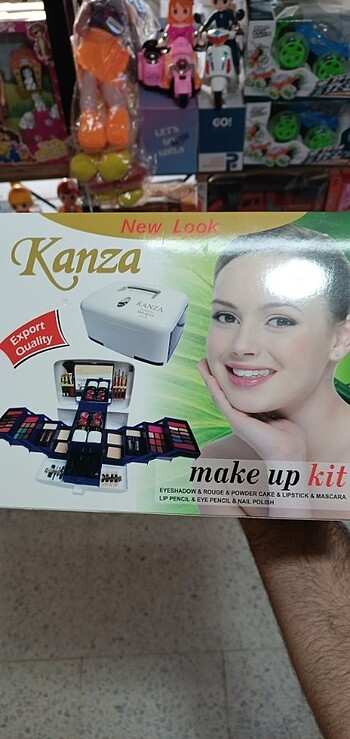 LET'S
GO!
GIRLS
New Look
Kanza
Export
Quality
KANZA
make up kit
EYESHADOW & ROUGE & POWDER CAKE & LIPSTICK & MASCARA
LIP PENCIL & EYE PENCIL & NAIL POLISH